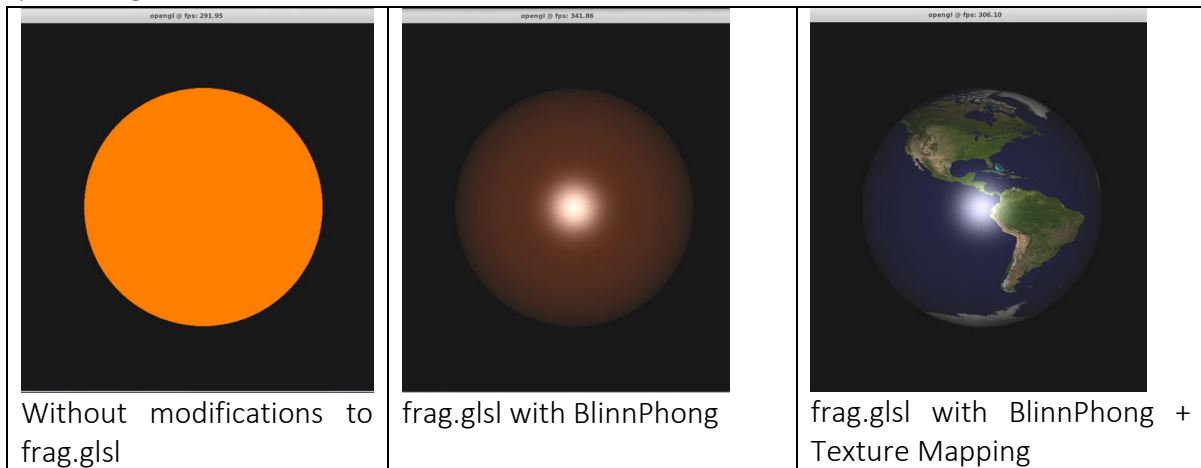 opengl @ fps: 291.95
opengl @ fps: 341.86
opengl @ fps: 306.10
Without modifications to
frag.glsl
frag.glsl with BlinnPhong
frag.glsl with BlinnPhong +
Texture Mapping